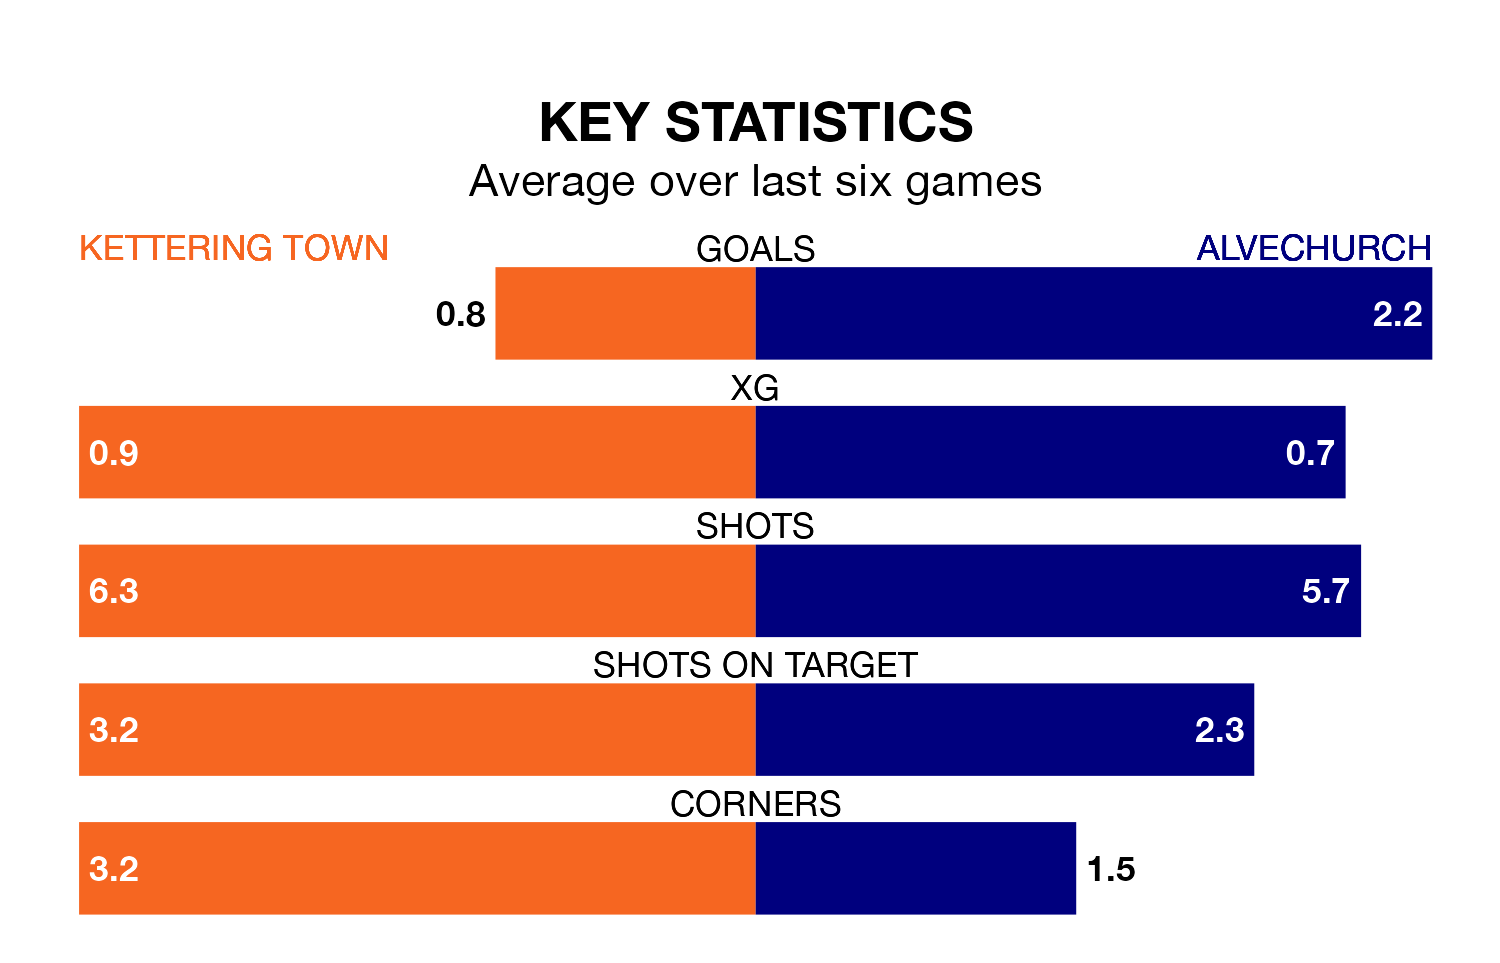 KEY STATISTICS
Average over last six games
KETTERING TOWN GOALS ALVECHURCH
0.8 2.2
XG
0.9 0.7
SHOTS
6.3 5.7
SHOTS ON TARGET
3.2 2.3
CORNERS
3.2 1.5